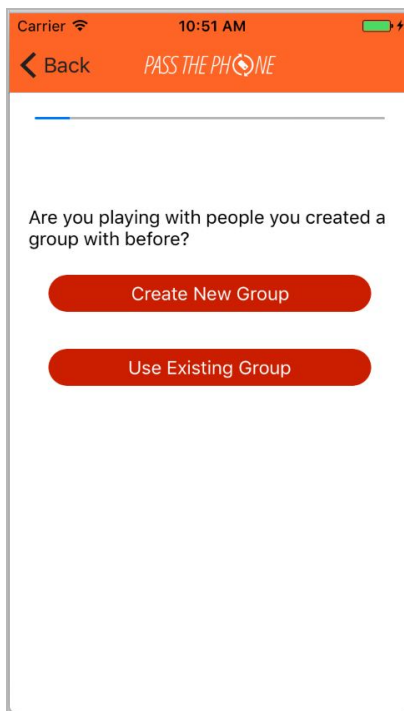 Carrier 10:51 AM
Back PASS THE PHONE
Are you playing with people you created a
group with before?
Create New Group
Use Existing Group